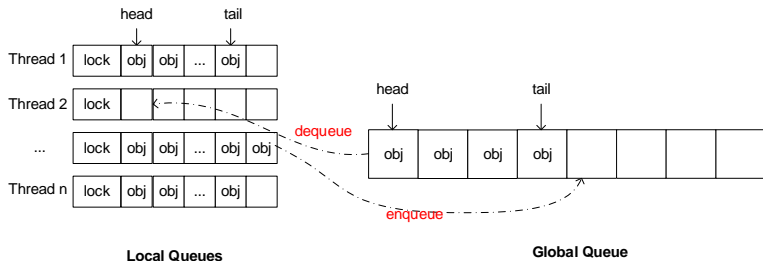 head tail
Thread 1 lock obj obj ... obj
Thread 2 lock
... lock obj obj ... obj obj
Thread n lock obj obj ... obj
Local Queues
head tail
obj obj obj obj
dequeue
enqueue
Global Queue